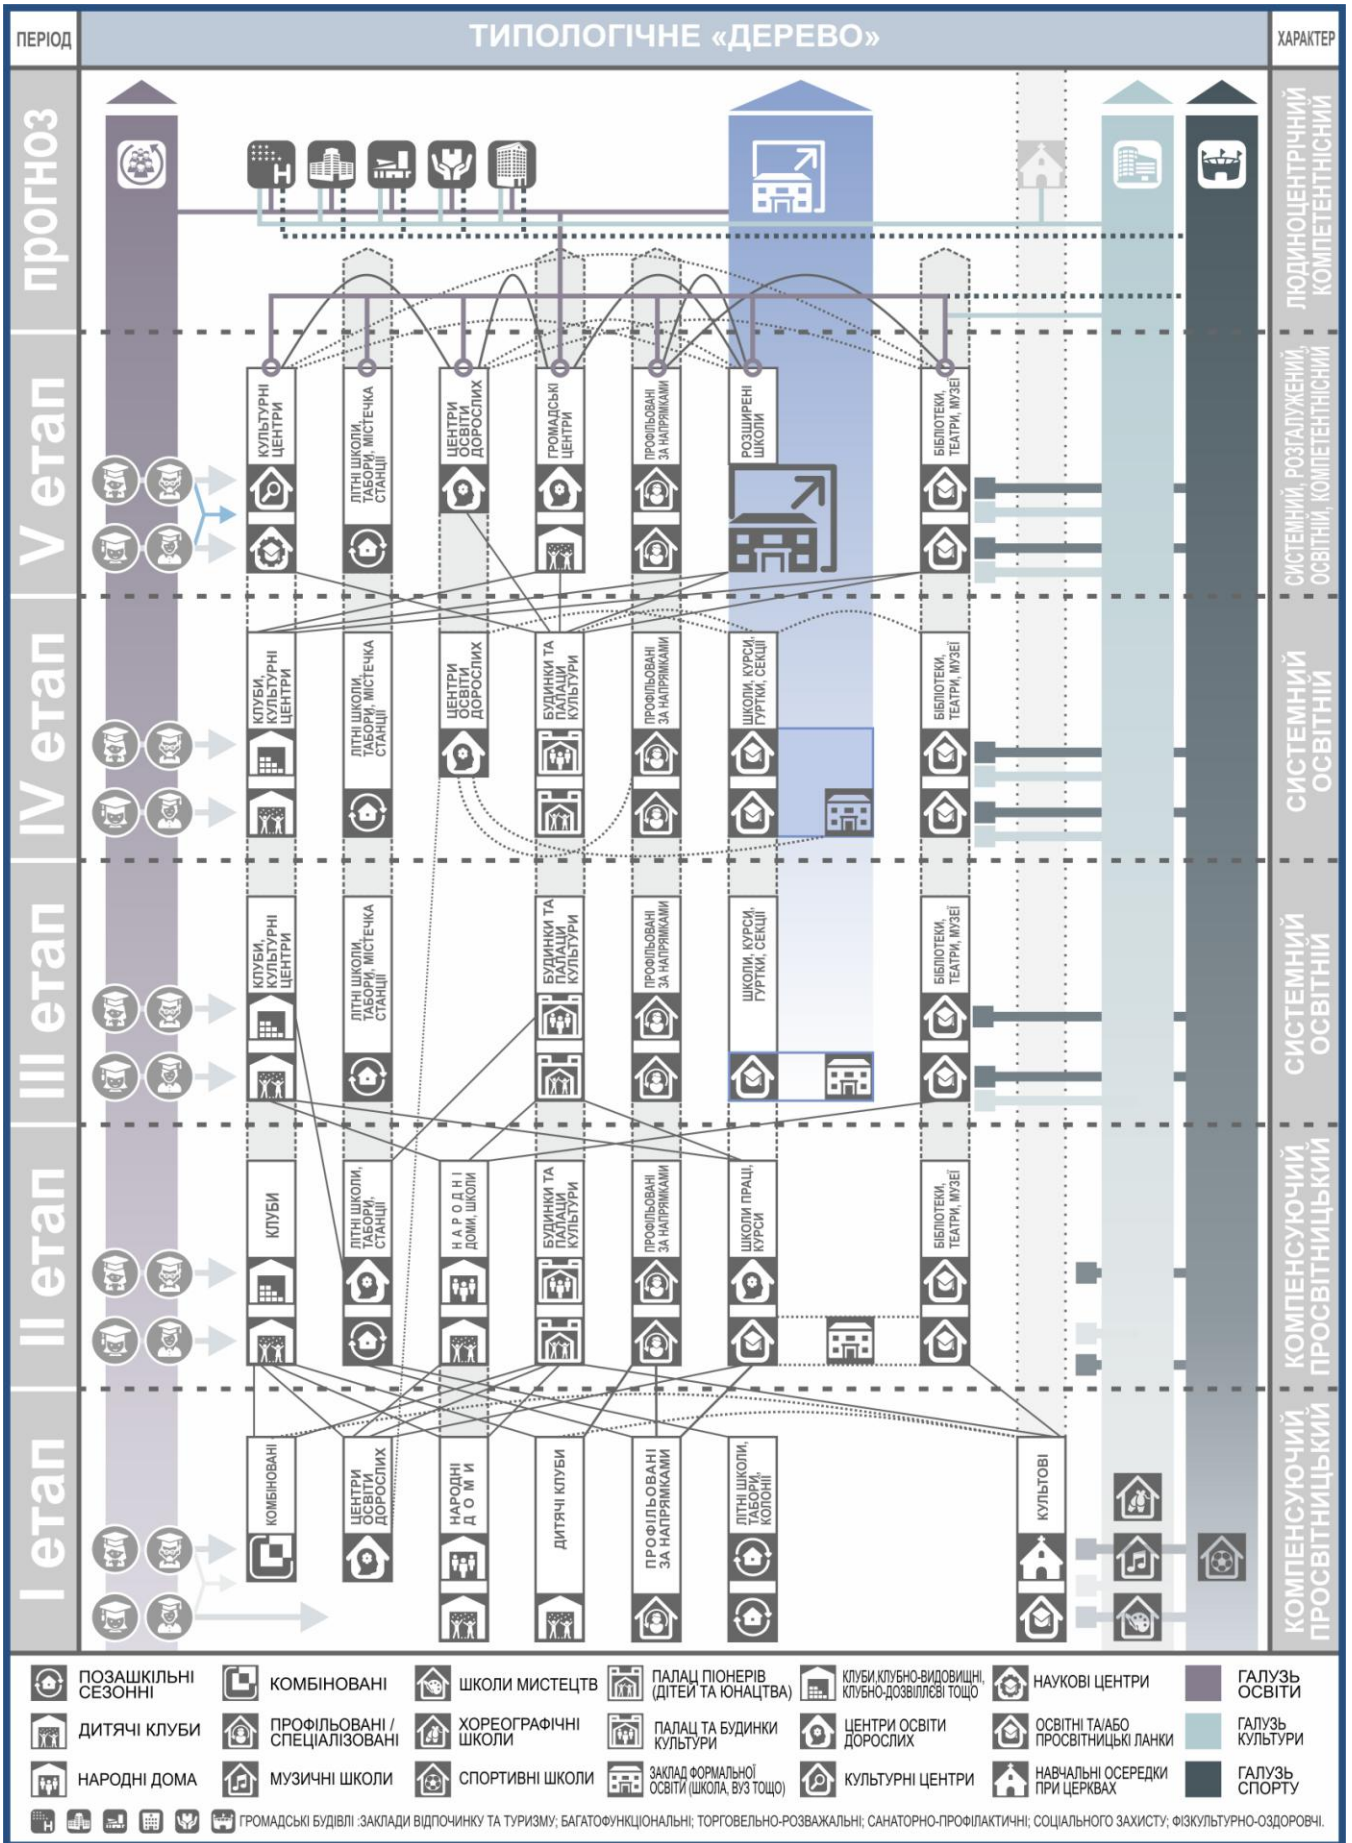 ПЕРІОД
ТИПОЛОГІЧНЕ «ДЕРЕВО»
ХАРАКТЕР
прогноз
ЛЮДИНОЦЕНТРІЧНИЙ
КОМПЕТЕНТНІСНИЙ
H
V етап
КУЛЬТУРНІ
ЦЕНТРИ
ЛІТНІ ШКОЛИ,
ТАБОРИ, МІСТЕЧКА
СТАНЦІЇ
ЦЕНТРИ
ОСВІТИ
ДОРОСЛИХ
ГРОМАДСЬКІ
ЦЕНТРИ
ПРОФІЛЬОВАНІ
ЗА НАПРЯМКАМИ
РОЗШИРЕНІ
ШКОЛИ
БІБЛІОТЕКИ,
ТЕАТРИ, МУЗЕЇ
СИСТЕМНИЙ, РОЗГАЛУЖЕНИЙ,
ОСВІТНІЙ, КОМПЕТЕНТНІСНИЙ
IV етап
КЛУБИ,
КУЛЬТУРНІ
ЦЕНТРИ
ЛІТНІ ШКОЛИ,
ТАБОРИ, МІСТЕЧКА
СТАНЦІЇ
ЦЕНТРИ
ОСВІТИ
ДОРОСЛИХ
БУДИНКИ ТА
ПАЛАЦИ
КУЛЬТУРИ
ПРОФІЛЬОВАНІ
ЗА НАПРЯМКАМИ
ШКОЛИ, КУРСИ,
ГУРТКИ, СЕКЦІЇ
БІБЛІОТЕКИ,
ТЕАТРИ, МУЗЕЇ
СИСТЕМНИЙ
ОСВІТНІЙ
III етап
КЛУБИ,
КУЛЬТУРНІ
ЦЕНТРИ
ЛІТНІ ШКОЛИ,
ТАБОРИ, МІСТЕЧКА
СТАНЦІЇ
БУДИНКИ ТА
ПАЛАЦИ
КУЛЬТУРИ
ПРОФІЛЬОВАНІ
ЗА НАПРЯМКАМИ
ШКОЛИ, КУРСИ,
ГУРТКИ, СЕКЦІЇ
БІБЛІОТЕКИ,
ТЕАТРИ, МУЗЕЇ
СИСТЕМНИЙ
ОСВІТНІЙ
II етап
КЛУБИ
ЛІТНІ ШКОЛИ,
ТАБОРИ,
СТАНЦІЇ
НАРОДНІ
ДОМИ, ШКОЛИ
БУДИНКИ ТА
ПАЛАЦИ
КУЛЬТУРИ
ПРОФІЛЬОВАНІ
ЗА НАПРЯМКАМИ
ШКОЛИ ПРАЦІ,
КУРСИ
БІБЛІОТЕКИ,
ТЕАТРИ, МУЗЕЇ
КОМПЕНСУЮЧИЙ
ПРОСВІТНИЦЬКИЙ
I етап
КОМБІНОВАНІ
ЦЕНТРИ
ОСВІТИ
ДОРОСЛИХ
НАРОДНІ
ДОМИ
ДИТЯЧІ КЛУБИ
ПРОФІЛЬОВАНІ
ЗА НАПРЯМКАМИ
ЛІТНІ ШКОЛИ,
ТАБОРИ,
КОЛОНІЇ
КУЛЬТОВІ
КОМПЕНСУЮЧИЙ
ПРОСВІТНИЦЬКИЙ
ПОЗАШКІЛЬНІ
СЕЗОННІ
КОМБІНОВАНІ
ШКОЛИ МИСТЕЦТВ
ПАЛАЦ ПІОНЕРІВ
(ДІТЕЙ ТА ЮНАЦТВА)
КЛУБИ,КЛУБНО-ВИДОВИЩНІ,
КЛУБНО-ДОЗВІЛЛЄВІ ТОЩО
НАУКОВІ ЦЕНТРИ
ГАЛУЗЬ
ОСВІТИ
ДИТЯЧІ КЛУБИ
ПРОФІЛЬОВАНІ /
СПЕЦІАЛІЗОВАНІ
ХОРЕОГРАФІЧНІ
ШКОЛИ
ПАЛАЦ ТА БУДИНКИ
КУЛЬТУРИ
ЦЕНТРИ ОСВІТИ
ДОРОСЛИХ
ОСВІТНІ ТА/АБО
ПРОСВІТНИЦЬКІ ЛАНКИ
ГАЛУЗЬ
КУЛЬТУРИ
НАРОДНІ ДОМА
МУЗИЧНІ ШКОЛИ
СПОРТИВНІ ШКОЛИ
ЗАКЛАД ФОРМАЛЬНОЇ
ОСВІТИ (ШКОЛА, ВУЗ ТОЩО)
КУЛЬТУРНІ ЦЕНТРИ
НАВЧАЛЬНІ ОСЕРЕДКИ
ПРИ ЦЕРКВАХ
ГАЛУЗЬ
СПОРТУ
H
ГРОМАДСЬКІ БУДІВЛІ :ЗАКЛАДИ ВІДПОЧИНКУ ТА ТУРИЗМУ; БАГАТОФУНКЦІОНАЛЬНІ; ТОРГОВЕЛЬНО-РОЗВАЖАЛЬНІ; САНАТОРНО-ПРОФІЛАКТИЧНІ; СОЦІАЛЬНОГО ЗАХИСТУ; ФІЗКУЛЬТУРНО-ОЗДОРОВЧІ.